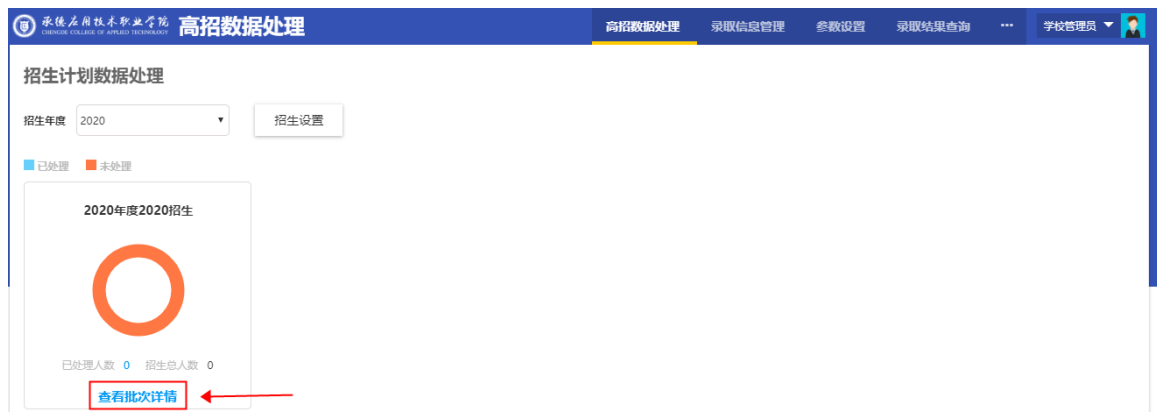 承德应用技术职业学院
CHENGDE COLLEGE OF APPLIED TECHNOLOGY
高招数据处理
高招数据处理 录取信息管理 参数设置 录取结果查询 ··· 学校管理员
招生计划数据处理
招生年度 2020 招生设置
已处理 未处理
2020年度2020招生
已处理人数 0 招生总人数 0
查看批次详情